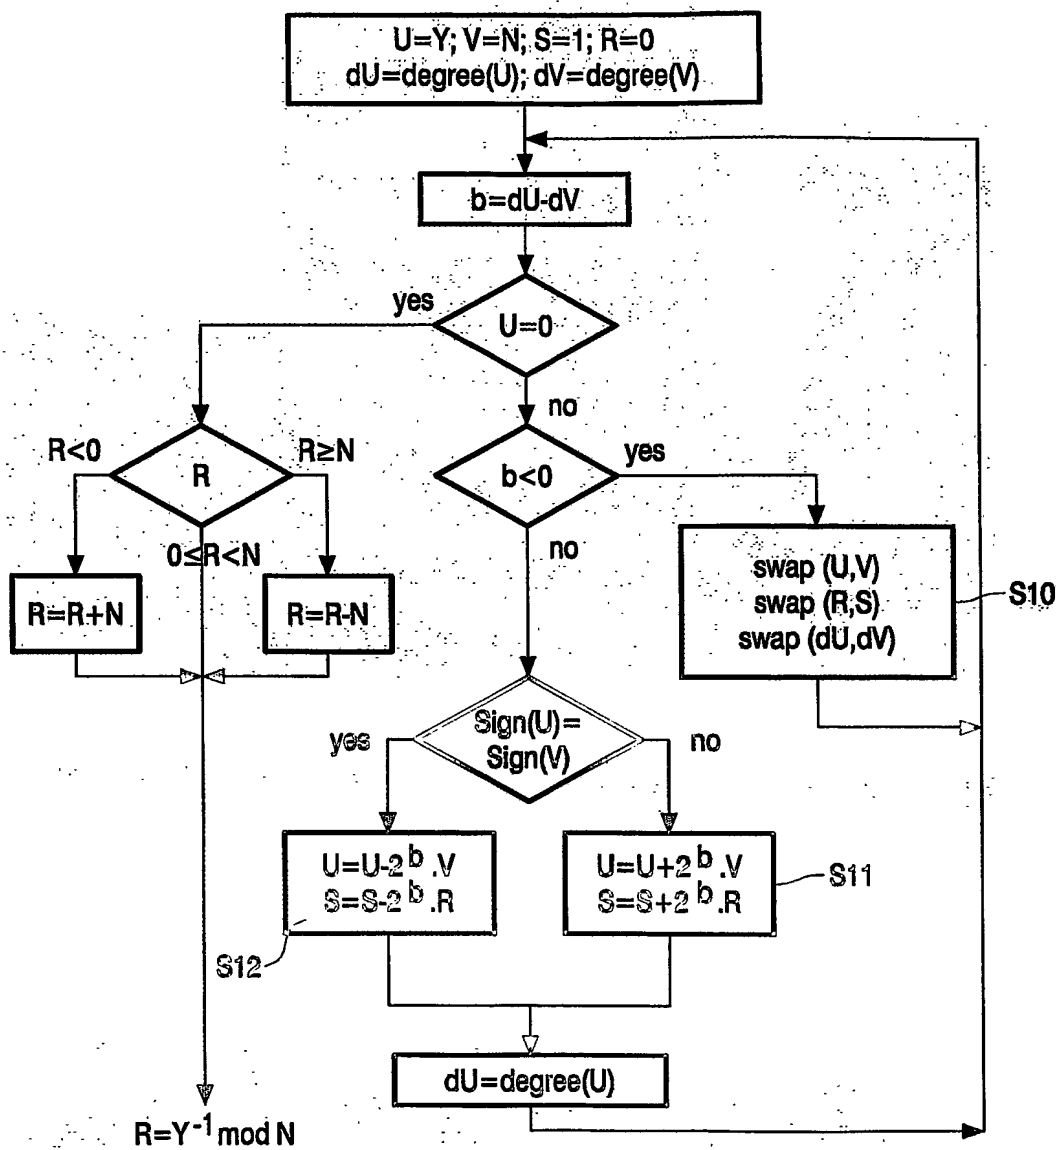 U=Y; V=N; S=1; R=0
dU=degree(U); dV=degree(V)
b=dU-dV
yes
U=0
no
R<0
R
R≥N
b<0
yes
0≤R<N
no
R=R+N
R=R-N
swap (U,V)
swap (R,S)
swap (dU,dV)
S10
yes
Sign(U)=
Sign(V)
no
U=U-2^b.V
S=S-2^b.R
S12
U=U+2^b.V
S=S+2^b.R
S11
dU=degree(U)
R=Y^-1 mod N